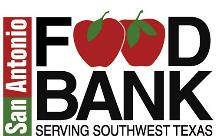 San Antonio
FOOD
BANK
SERVING SOUTHWEST TEXAS